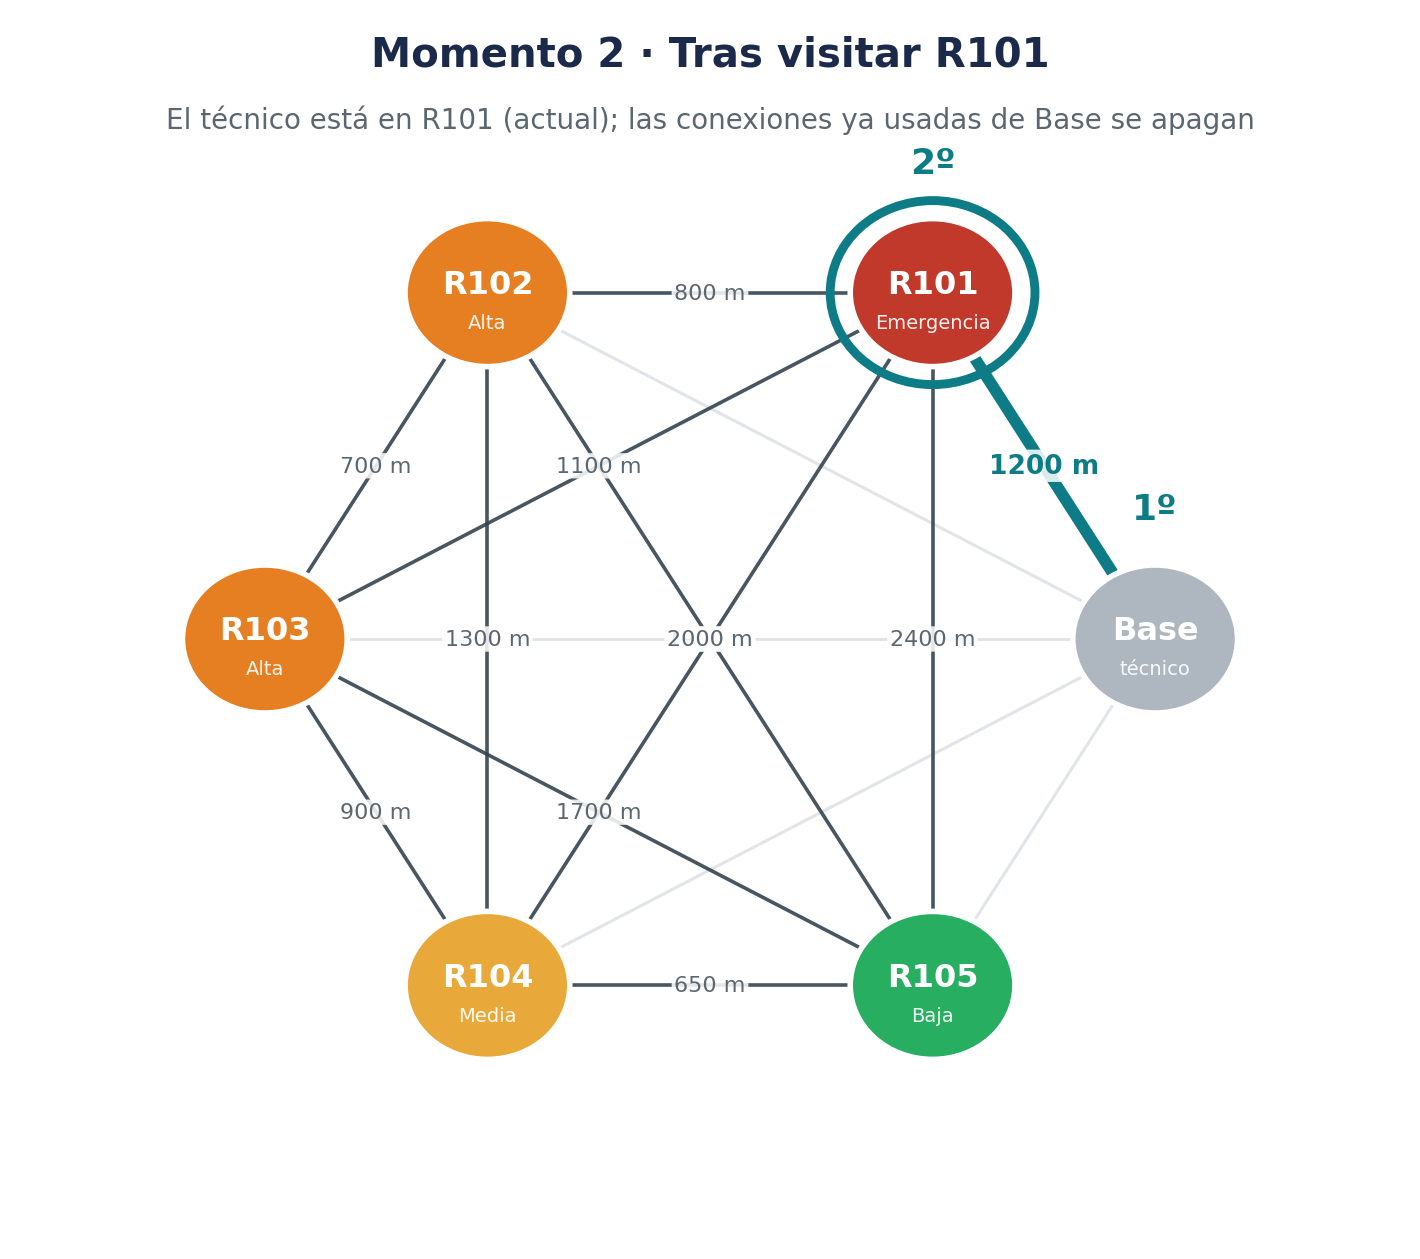 Momento 2 · Tras visitar R101
El técnico está en R101 (actual); las conexiones ya usadas de Base se apagan
2º
R102
Alta
800 m
R101
Emergencia
700 m
1100 m
1200 m
1º
R103
Alta
1300 m
2000 m
2400 m
Base
técnico
900 m
1700 m
R104
Media
650 m
R105
Baja